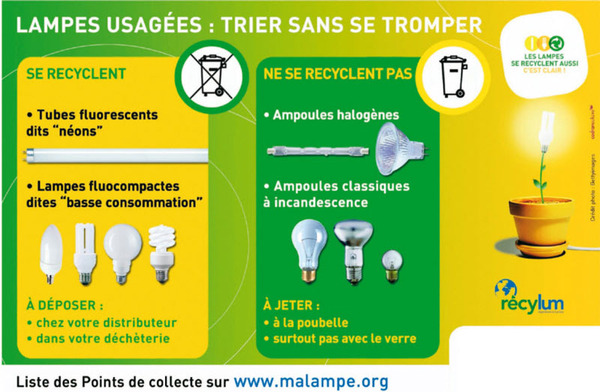 LAMPES USAGÉES : TRIER SANS SE TROMPER
SE RECYCLENT
• Tubes fluorescents
dits “néons”
• Lampes fluocompactes
dites “basse consommation”
À DÉPOSER :
• chez votre distributeur
• dans votre déchèterie
NE SE RECYCLENT PAS
• Ampoules halogènes
• Ampoules classiques
à incandescence
À JETER :
• à la poubelle
• surtout pas avec le verre
LES LAMPES
SE RECYCLENT AUSSI
C'EST CLAIR !
Crédit photo : Gettyimages
récylum
Liste des Points de collecte sur www.malampe.org